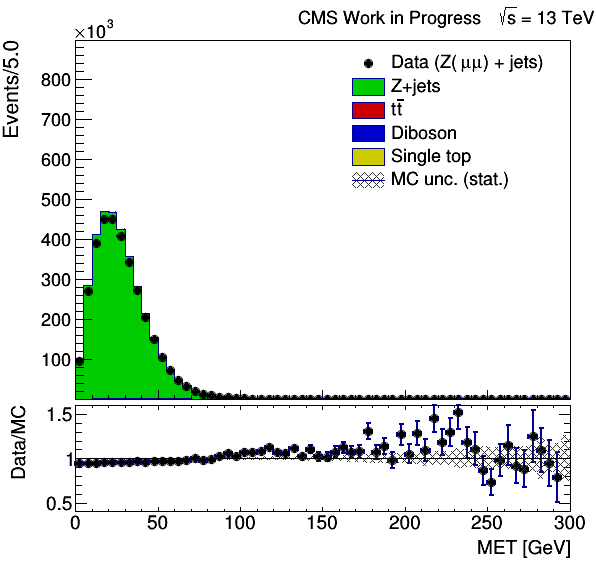 CMS Work in Progress √s = 13 TeV
×10³
Events/5.0
800
700
600
500
400
300
200
100
Data (Z(μμ) + jets)
Z+jets
tt̅
Diboson
Single top
MC unc. (stat.)
Data/MC
1.5
1
0.5
0 50 100 150 200 250 300
MET [GeV]